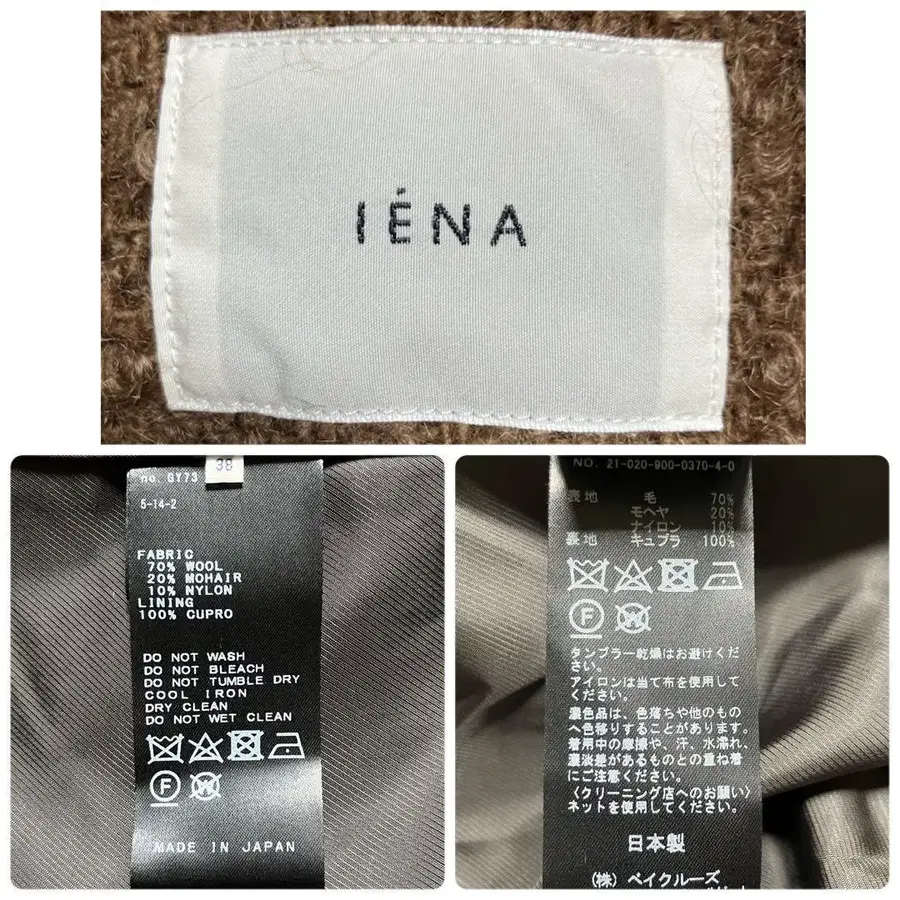 IÉNA
38
no. GY73
5-14-2
FABRIC
70% WOOL
20% MOHAIR
10% NYLON
LINING
100% CUPRO
DO NOT WASH
DO NOT BLEACH
DO NOT TUMBLE DRY
COOL IRON
DRY CLEAN
DO NOT WET CLEAN
F
W
MADE IN JAPAN
NO. 21-020-900-0370-4-0
表地 毛 70%
モヘヤ 20%
ナイロン 10%
裏地 キュプラ 100%
F
W
タンブラー乾燥はお避けくだ
さい。
アイロンは当て布を使用して
ください。
濃色品は、色落ちや他のもの
へ色移りすることがあります。
着用中の摩擦や、汗、水濡れ、
濃淡差があるものとの重ね着
にご注意ください。
〈クリーニング店へのお願い〉
ネットを使用してください。
日本製
(株) ベイクルーズ